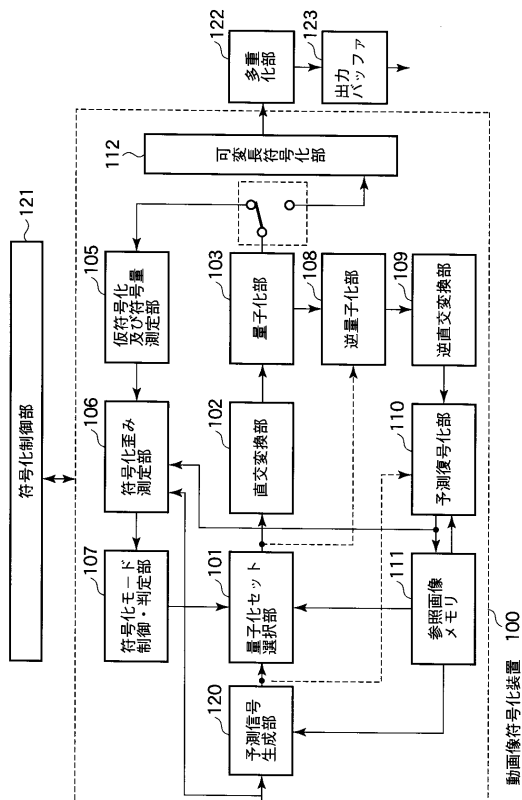 符号化制御部
121
105
仮符号化
及び符号量
測定部
106
符号化歪み
測定部
107
符号化モード
制御・判定部
112
可変長符号化部
122
多重
化部
123
出力
バッファ
120
予測信号
生成部
101
量子化セット
選択部
102
直交変換部
103
量子化部
108
逆量子化部
109
逆直交変換部
110
予測復号化部
111
参照画像
メモリ
動画像符号化装置 100